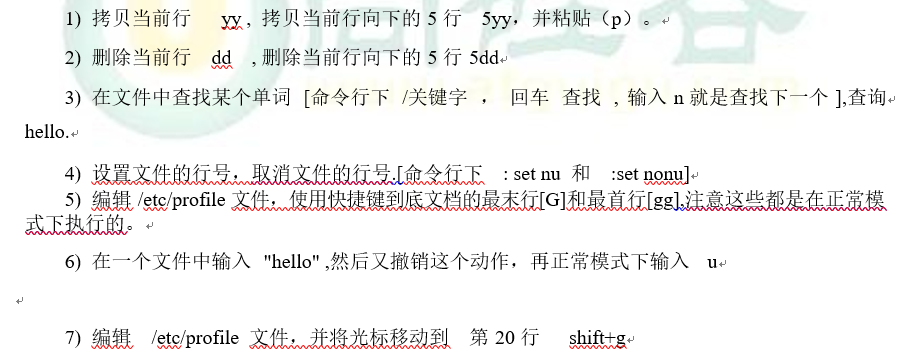 1) 拷贝当前行 yy , 拷贝当前行向下的 5 行 5yy，并粘贴（p）。
2) 删除当前行 dd , 删除当前行向下的 5 行 5dd
3) 在文件中查找某个单词 [命令行下 /关键字 ， 回车 查找 , 输入 n 就是查找下一个 ],查询
hello.
4) 设置文件的行号，取消文件的行号.[命令行下 : set nu 和 :set nonu]
5) 编辑 /etc/profile 文件，使用快捷键到底文档的最末行[G]和最首行[gg],注意这些都是在正常模
式下执行的。
6) 在一个文件中输入 "hello" ,然后又撤销这个动作，再正常模式下输入 u
7) 编辑 /etc/profile 文件，并将光标移动到 第 20 行 shift+g